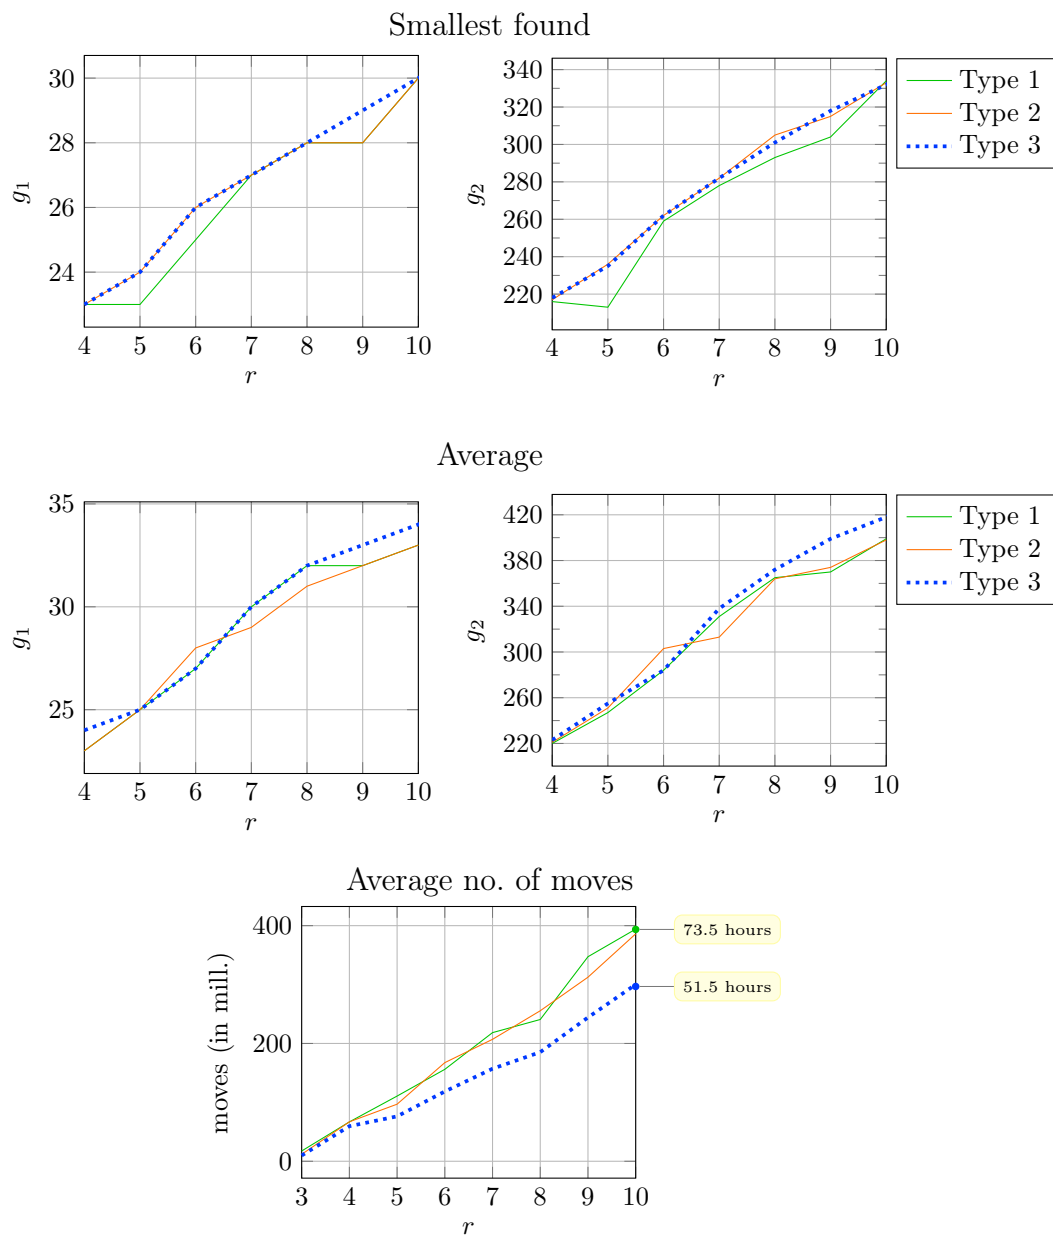 Smallest found
30
28
26
24
g1
4 5 6 7 8 9 10
r
340
320
300
280
260
240
220
g2
4 5 6 7 8 9 10
r
Type 1
Type 2
Type 3
Average
35
30
25
g1
4 5 6 7 8 9 10
r
420
380
340
300
260
220
g2
4 5 6 7 8 9 10
r
Type 1
Type 2
Type 3
Average no. of moves
400
200
0
moves (in mill.)
3 4 5 6 7 8 9 10
r
73.5 hours
51.5 hours